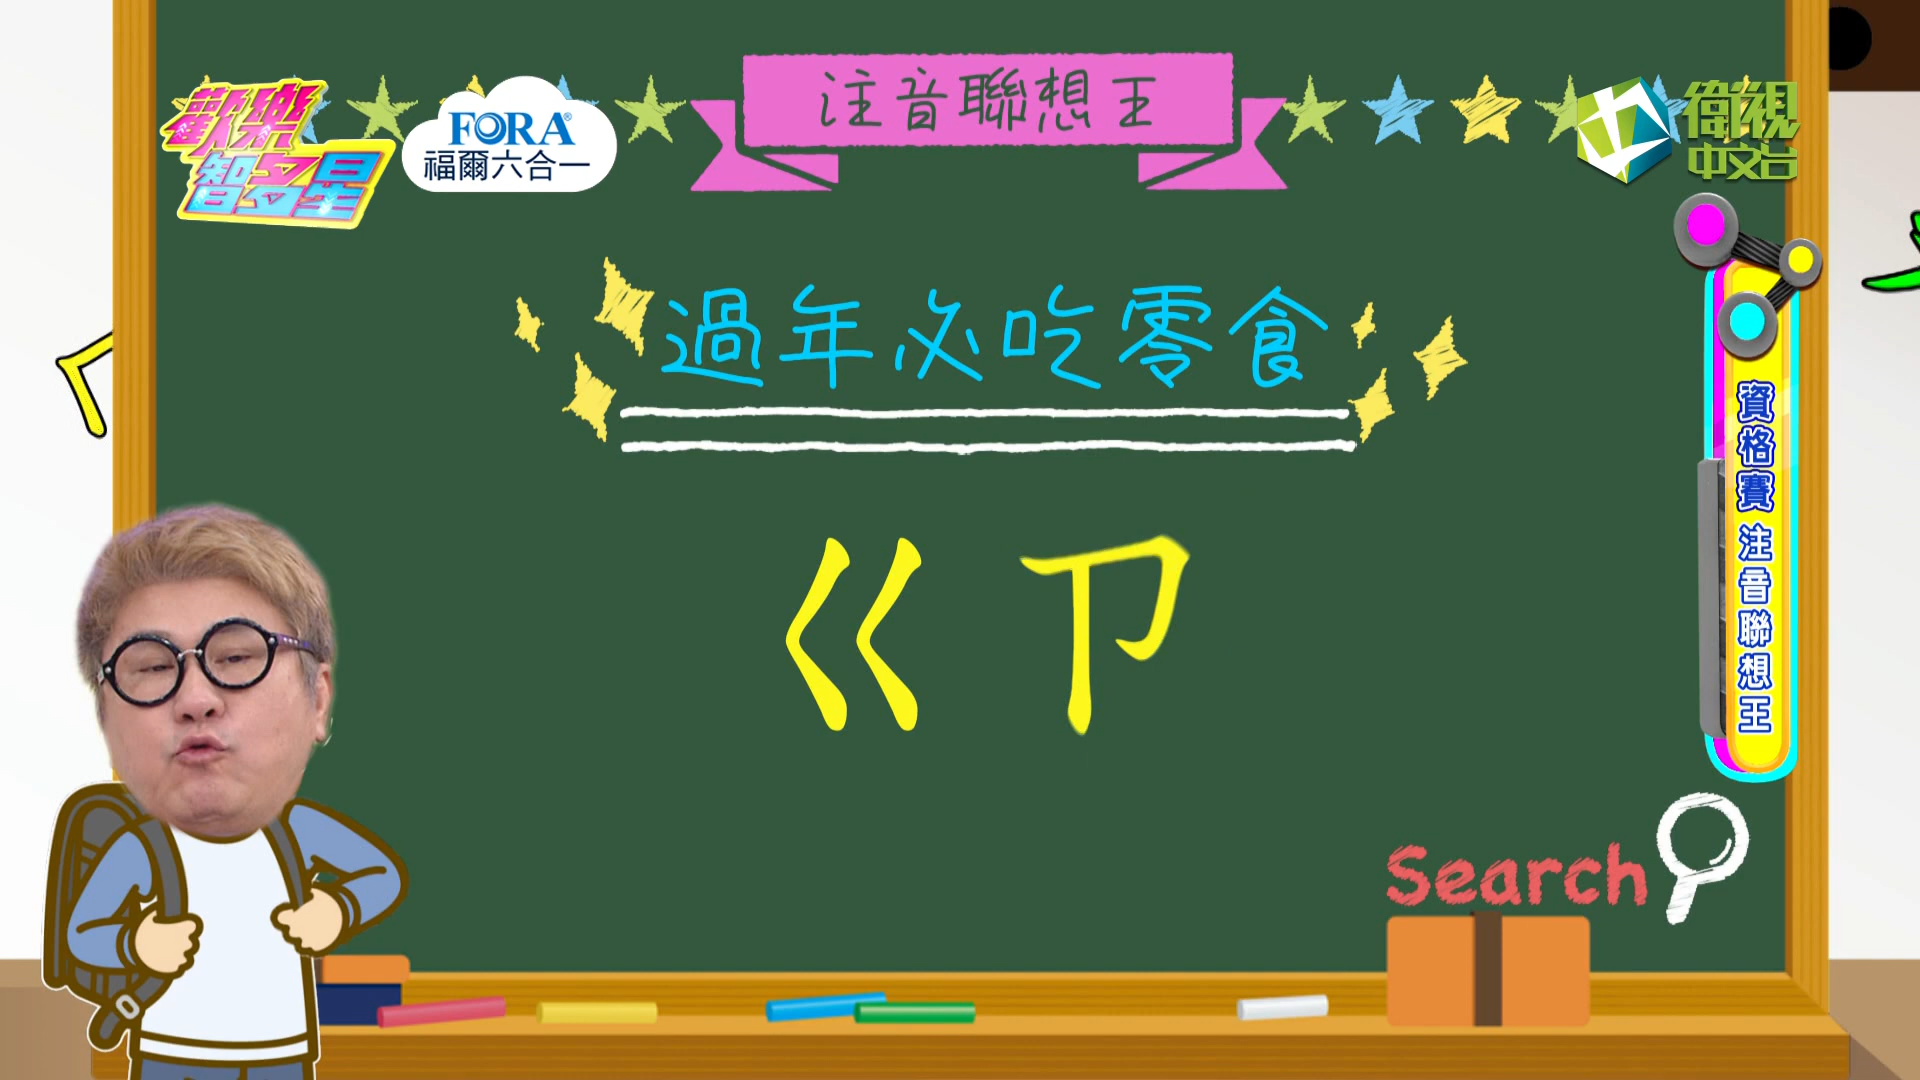 注音聯想王
歡樂
智多星
FORA®
福爾六合一
衛視
中文台
過年必吃零食
ㄍ ㄗ
資格賽 注音聯想王
Search